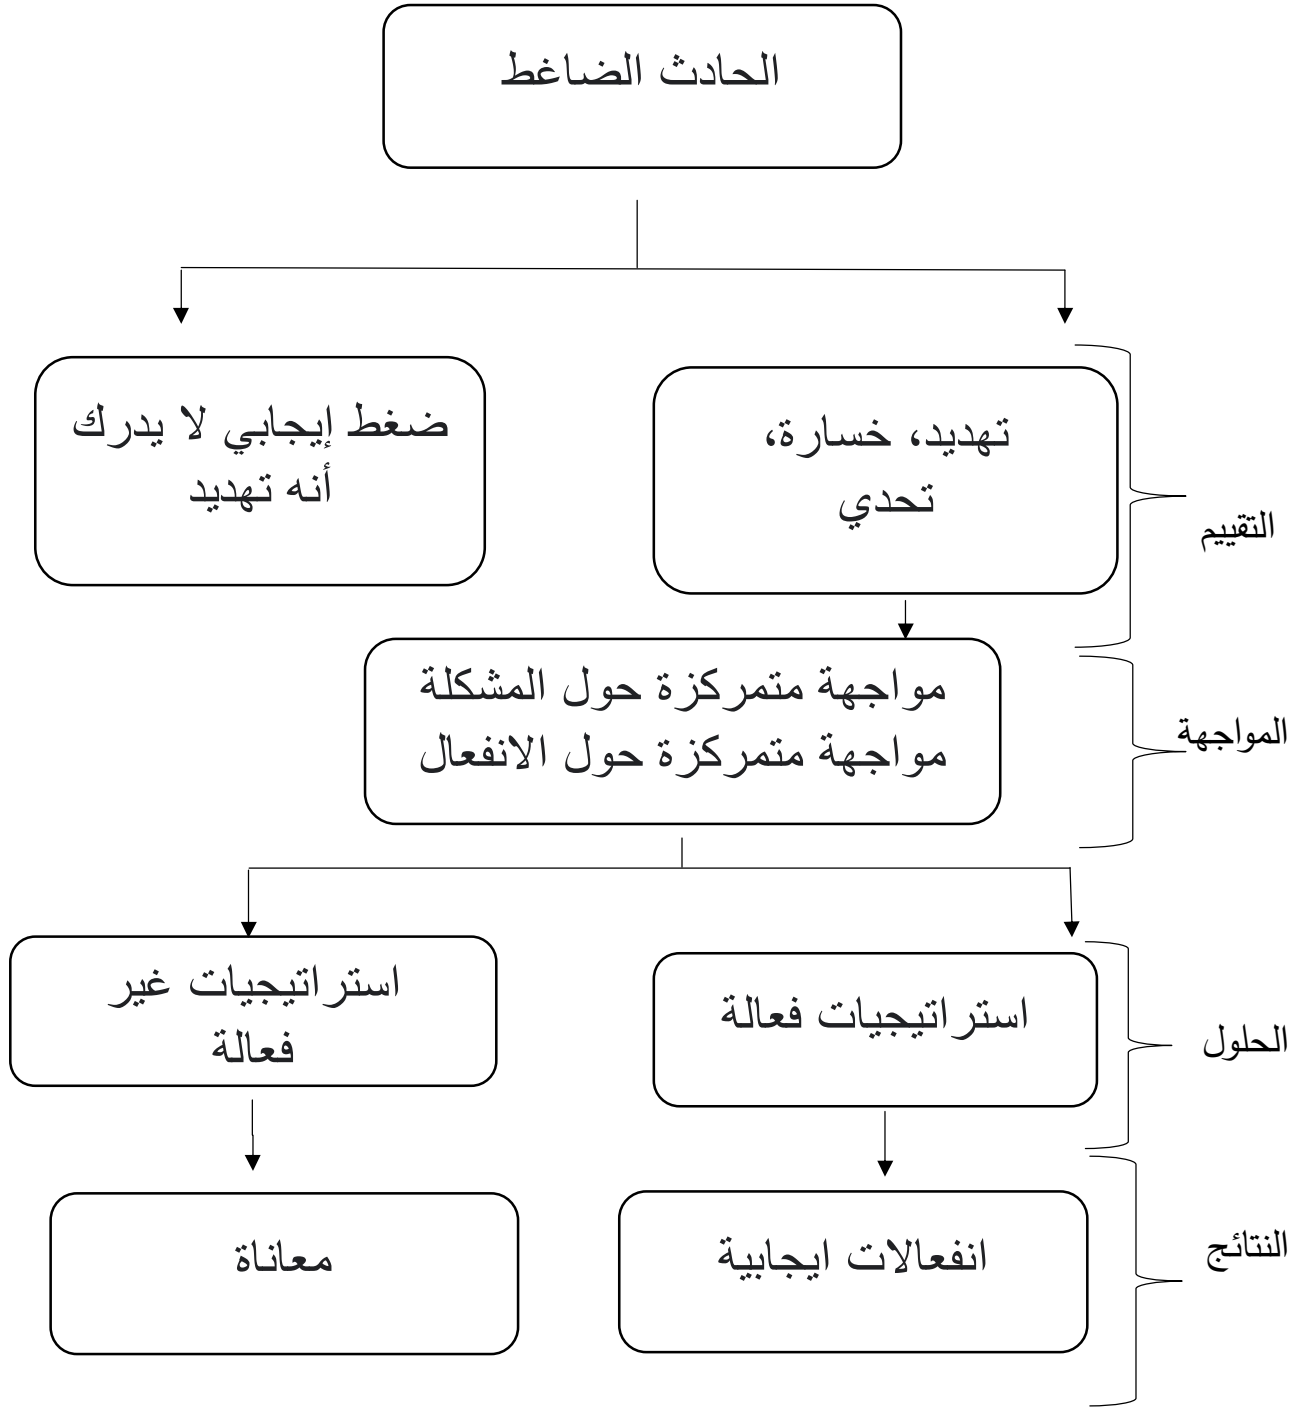 الحادث الضاغط
تهديد، خسارة،
تحدي
ضغط إيجابي لا يدرك
أنه تهديد
التقييم
مواجهة متمركزة حول المشكلة
مواجهة متمركزة حول الانفعال
المواجهة
استراتيجيات فعالة
استراتيجيات غير
فعالة
الحلول
انفعالات ايجابية
معاناة
النتائج